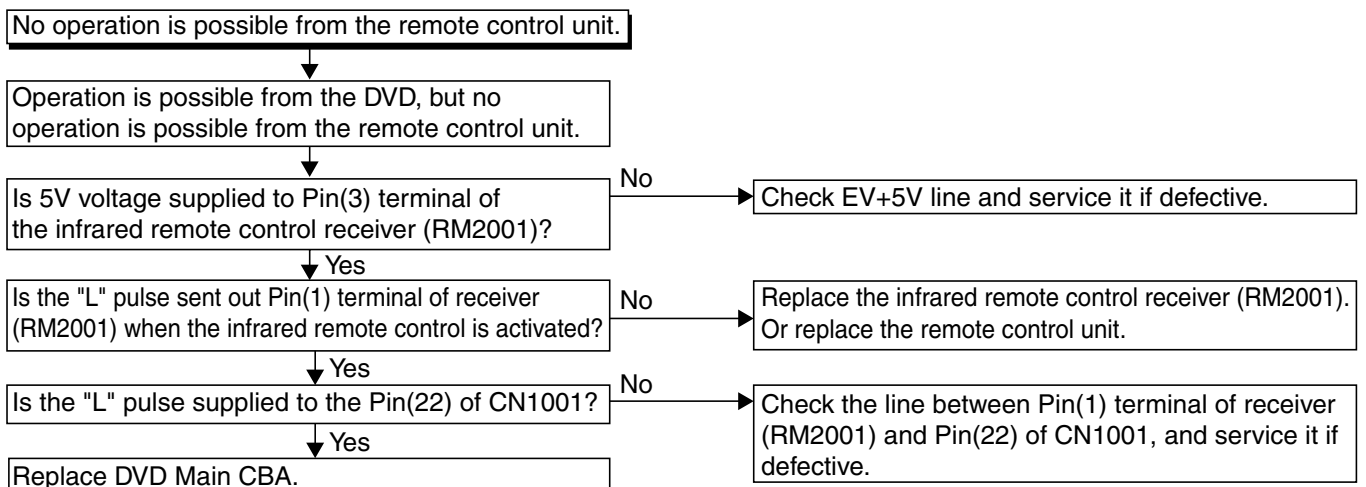 No operation is possible from the remote control unit.
Operation is possible from the DVD, but no
operation is possible from the remote control unit.
Is 5V voltage supplied to Pin(3) terminal of
the infrared remote control receiver (RM2001)?
No
Check EV+5V line and service it if defective.
Yes
Is the "L" pulse sent out Pin(1) terminal of receiver
(RM2001) when the infrared remote control is activated?
No
Replace the infrared remote control receiver (RM2001).
Or replace the remote control unit.
Yes
Is the "L" pulse supplied to the Pin(22) of CN1001?
No
Check the line between Pin(1) terminal of receiver
(RM2001) and Pin(22) of CN1001, and service it if
defective.
Yes
Replace DVD Main CBA.